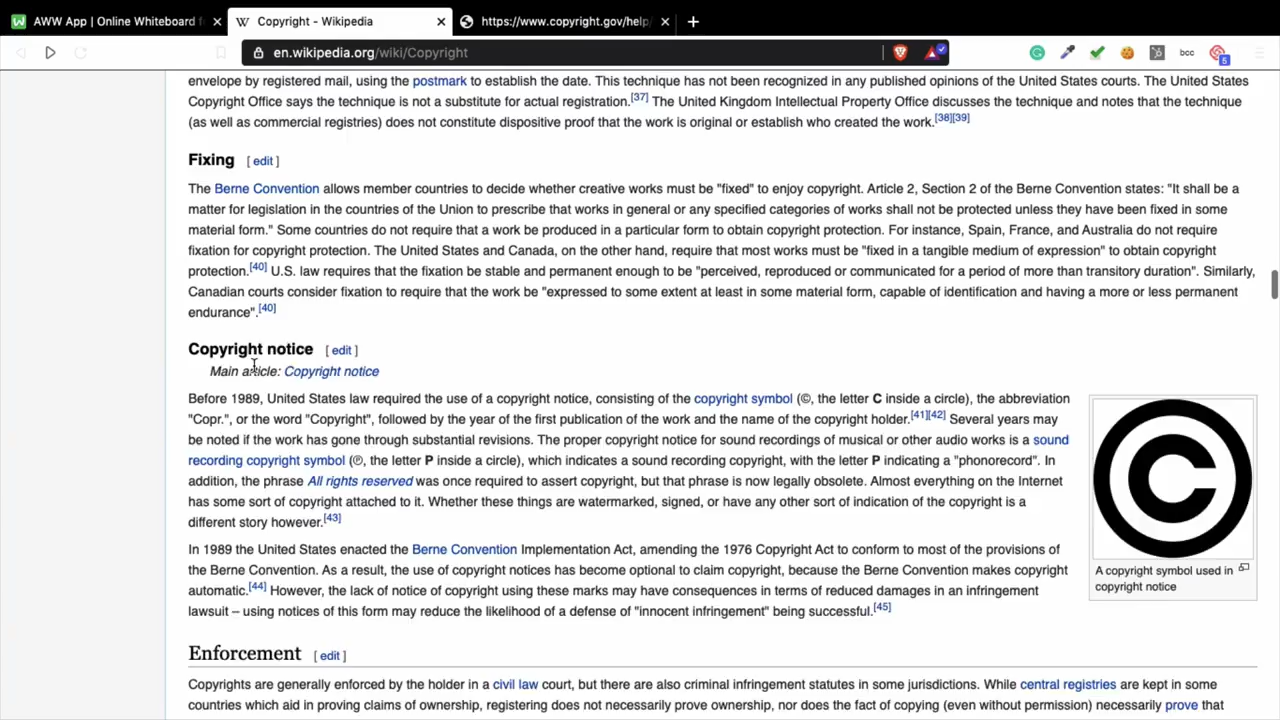 AWW App | Online Whiteboard f
Copyright - Wikipedia
https://www.copyright.gov/help/
en.wikipedia.org/wiki/Copyright
bcc
5
envelope by registered mail, using the postmark to establish the date. This technique has not been recognized in any published opinions of the United States courts. The United States
Copyright Office says the technique is not a substitute for actual registration.[37] The United Kingdom Intellectual Property Office discusses the technique and notes that the technique
(as well as commercial registries) does not constitute dispositive proof that the work is original or establish who created the work.[38][39]
Fixing [ edit ]
The Berne Convention allows member countries to decide whether creative works must be "fixed" to enjoy copyright. Article 2, Section 2 of the Berne Convention states: "It shall be a
matter for legislation in the countries of the Union to prescribe that works in general or any specified categories of works shall not be protected unless they have been fixed in some
material form." Some countries do not require that a work be produced in a particular form to obtain copyright protection. For instance, Spain, France, and Australia do not require
fixation for copyright protection. The United States and Canada, on the other hand, require that most works must be "fixed in a tangible medium of expression" to obtain copyright
protection.[40] U.S. law requires that the fixation be stable and permanent enough to be "perceived, reproduced or communicated for a period of more than transitory duration". Similarly,
Canadian courts consider fixation to require that the work be "expressed to some extent at least in some material form, capable of identification and having a more or less permanent
endurance".[40]
Copyright notice [ edit ]
Main article: Copyright notice
Before 1989, United States law required the use of a copyright notice, consisting of the copyright symbol (©, the letter C inside a circle), the abbreviation
"Copr.", or the word "Copyright", followed by the year of the first publication of the work and the name of the copyright holder.[41][42] Several years may
be noted if the work has gone through substantial revisions. The proper copyright notice for sound recordings of musical or other audio works is a sound
recording copyright symbol (℗, the letter P inside a circle), which indicates a sound recording copyright, with the letter P indicating a "phonorecord". In
addition, the phrase All rights reserved was once required to assert copyright, but that phrase is now legally obsolete. Almost everything on the Internet
has some sort of copyright attached to it. Whether these things are watermarked, signed, or have any other sort of indication of the copyright is a
different story however.[43]
In 1989 the United States enacted the Berne Convention Implementation Act, amending the 1976 Copyright Act to conform to most of the provisions of
the Berne Convention. As a result, the use of copyright notices has become optional to claim copyright, because the Berne Convention makes copyright
automatic.[44] However, the lack of notice of copyright using these marks may have consequences in terms of reduced damages in an infringement
lawsuit – using notices of this form may reduce the likelihood of a defense of "innocent infringement" being successful.[45]
©
A copyright symbol used in
copyright notice
Enforcement [ edit ]
Copyrights are generally enforced by the holder in a civil law court, but there are also criminal infringement statutes in some jurisdictions. While central registries are kept in some
countries which aid in proving claims of ownership, registering does not necessarily prove ownership, nor does the fact of copying (even without permission) necessarily prove that